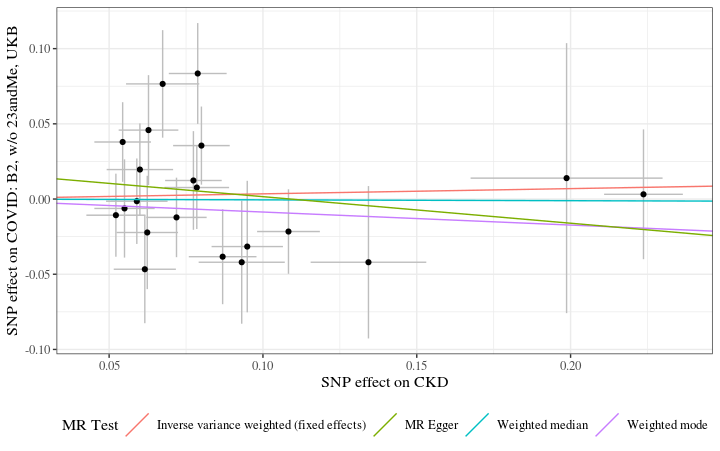 SNP effect on COVID: B2, w/o 23andMe, UKB
0.10
0.05
0.00
-0.05
-0.10
0.05 0.10 0.15 0.20
SNP effect on CKD
MR Test Inverse variance weighted (fixed effects) MR Egger Weighted median Weighted mode